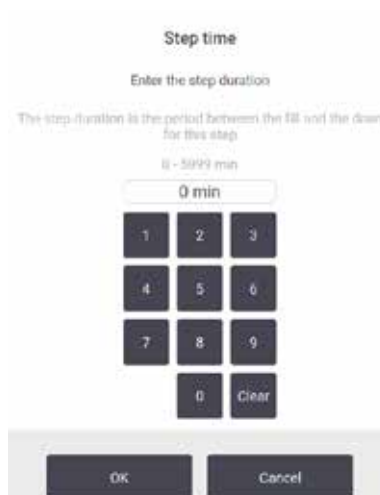 Step time
Enter the step duration
The step duration is the period between the fill and the
for this step
0 - 5999 min
0 min
1 2 3
4 5 6
7 8 9
0 Clear
OK Cancel